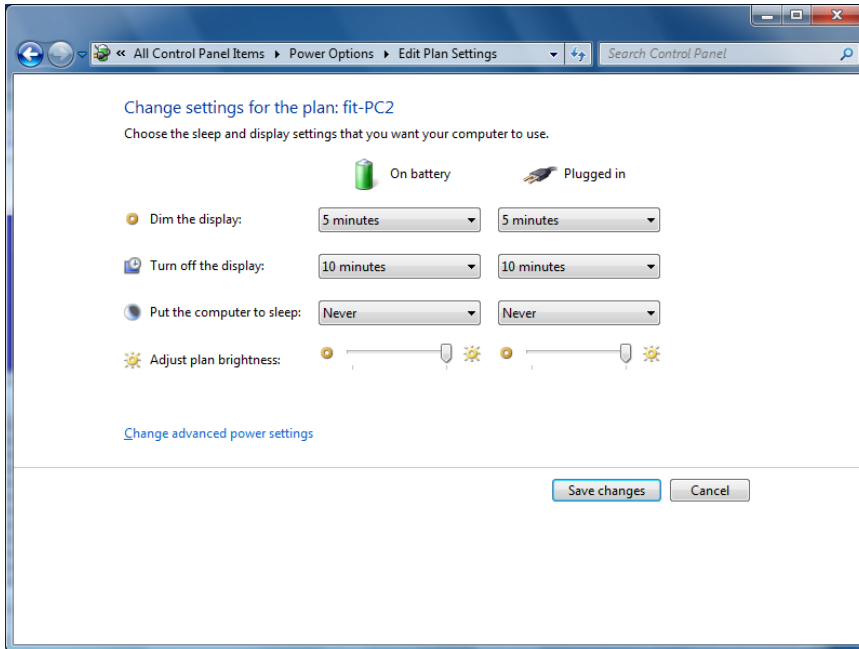 « All Control Panel Items ▸ Power Options ▸ Edit Plan Settings
Search Control Panel
Change settings for the plan: fit-PC2
Choose the sleep and display settings that you want your computer to use.
On battery Plugged in
Dim the display: 5 minutes 5 minutes
Turn off the display: 10 minutes 10 minutes
Put the computer to sleep: Never Never
Adjust plan brightness:
Change advanced power settings
Save changes Cancel